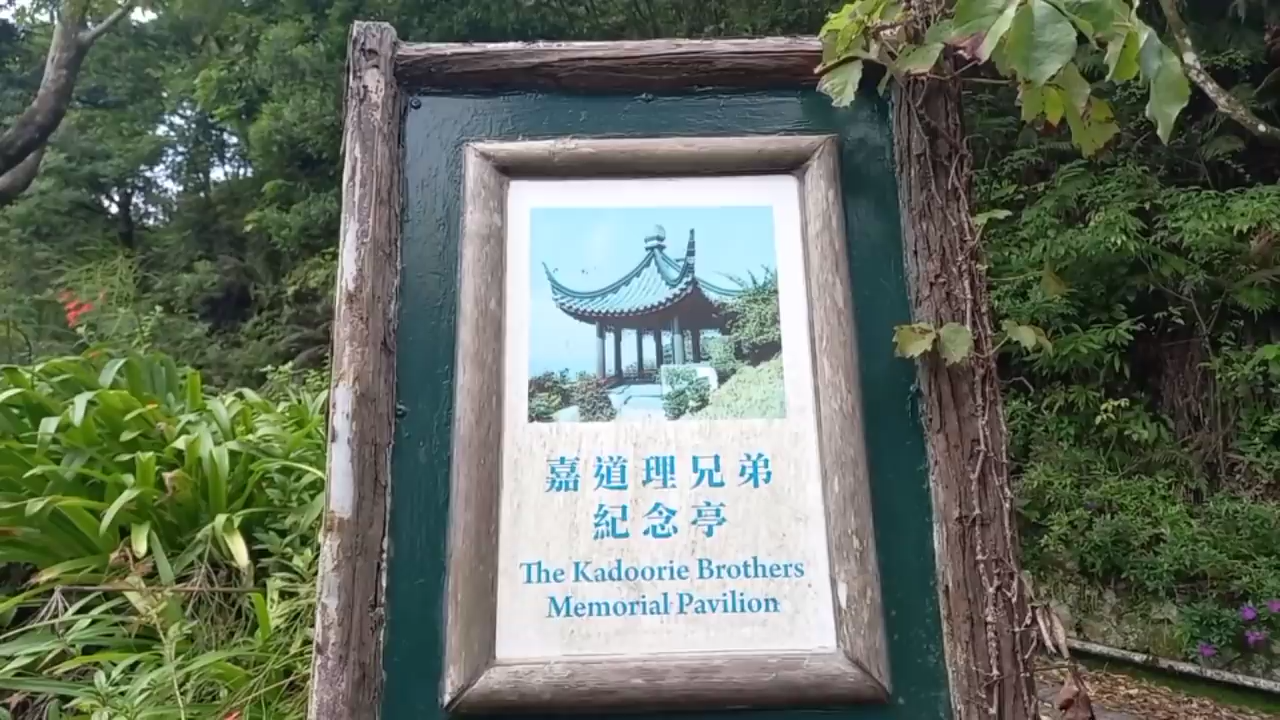 嘉道理兄弟
紀念亭
The Kadoorie Brothers
Memorial Pavilion